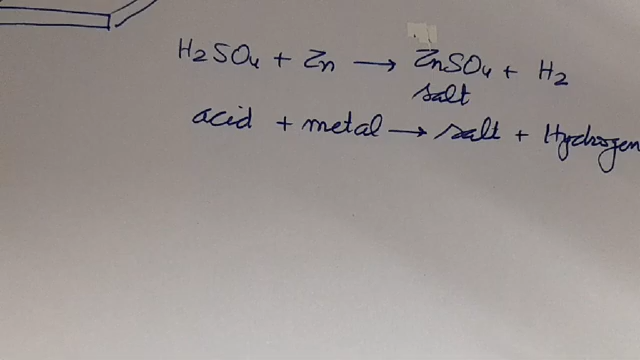 H2SO4 + Zn → ZnSO4 + H2
salt
acid + metal → salt + Hydrogen